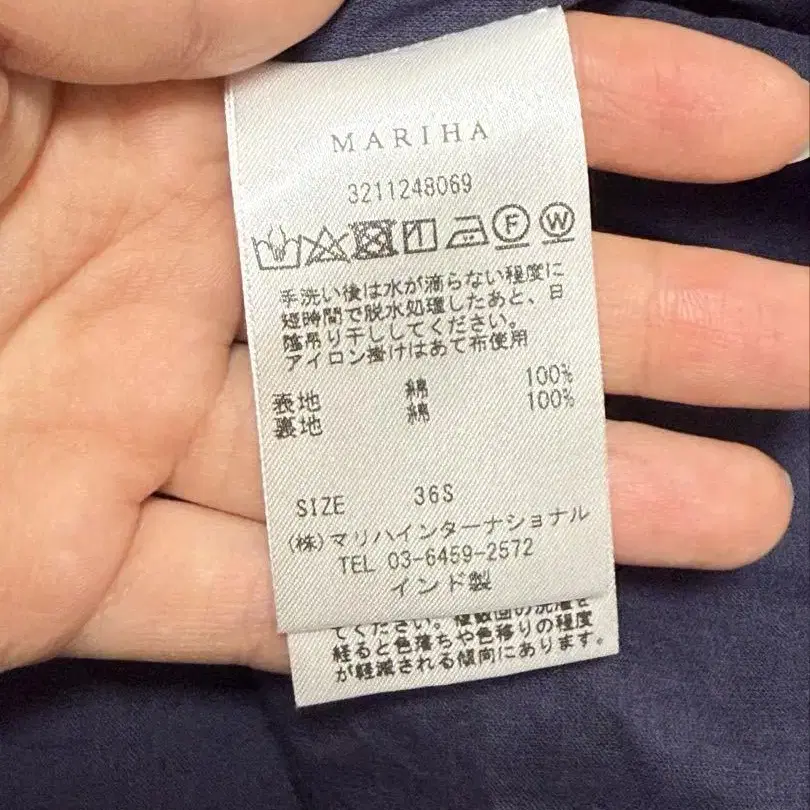 MARIHA
3211248069
F W
手洗い後は水が滴らない程度に
短時間で脱水処理したあと、日
陰吊り干ししてください。
アイロン掛けはあて布使用
表地 綿 100%
裏地 綿 100%
SIZE 36S
(株)マリハインターナショナル
TEL 03-6459-2572
インド製
てください。複数回の洗濯を
経ると色落ちや色移りの程度
が軽減される傾向にあります。